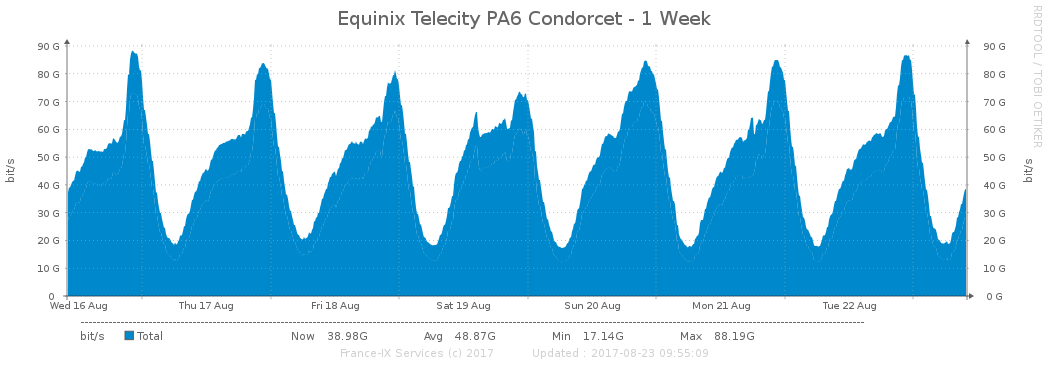 Equinix Telecity PA6 Condorcet - 1 Week
RRDTOOL / TOBI OETIKER
bit/s
90 G 90 G
80 G 80 G
70 G 70 G
60 G 60 G
50 G 50 G
40 G 40 G
30 G 30 G
20 G 20 G
10 G 10 G
0 0 G
bit/s
Wed 16 Aug Thu 17 Aug Fri 18 Aug Sat 19 Aug Sun 20 Aug Mon 21 Aug Tue 22 Aug
bit/s Total Now 38.98G Avg 48.87G Min 17.14G Max 88.19G
France-IX Services (c) 2017 Updated : 2017-08-23 09:55:09